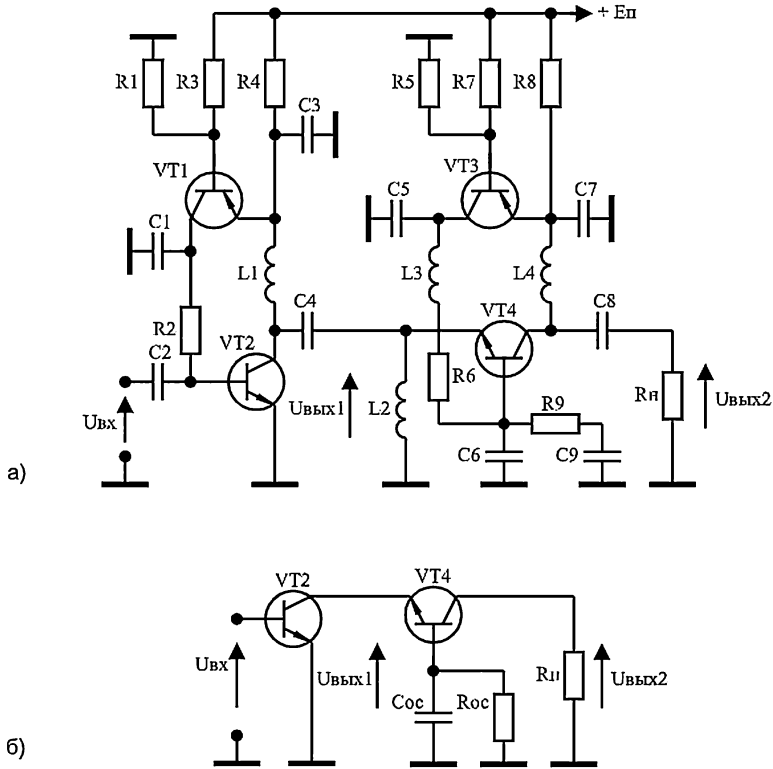 + Еп
R1
R3
R4
R5
R7
R8
C3
VT1
VT3
C5
C7
C1
L1
L3
L4
C4
VT4
C8
R2
VT2
C2
R6
Rн
Uвых2
Uвх
Uвых1
L2
R9
C6
C9
а)
VT2
VT4
Uвх
Uвых1
Rн
Uвых2
Cос
Rос
б)